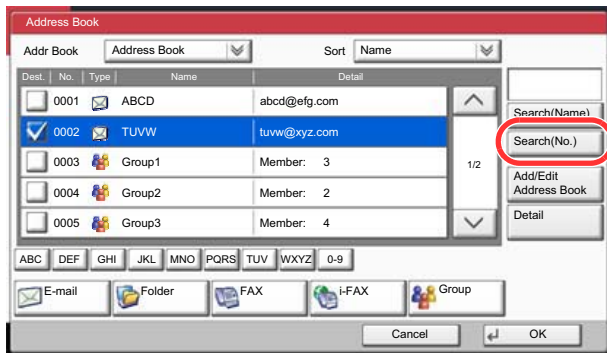 Address Book
Addr Book Address Book Sort Name
Dest. No. Type Name Detail
0001 ABCD abcd@efg.com
Search(Name)
0002 TUVW tuvw@xyz.com
Search(No.)
0003 Group1 Member: 3
1/2
Add/Edit
Address Book
0004 Group2 Member: 2
0005 Group3 Member: 4
Detail
ABC DEF GHI JKL MNO PQRS TUV WXYZ 0-9
E-mail Folder FAX i-FAX Group
Cancel OK